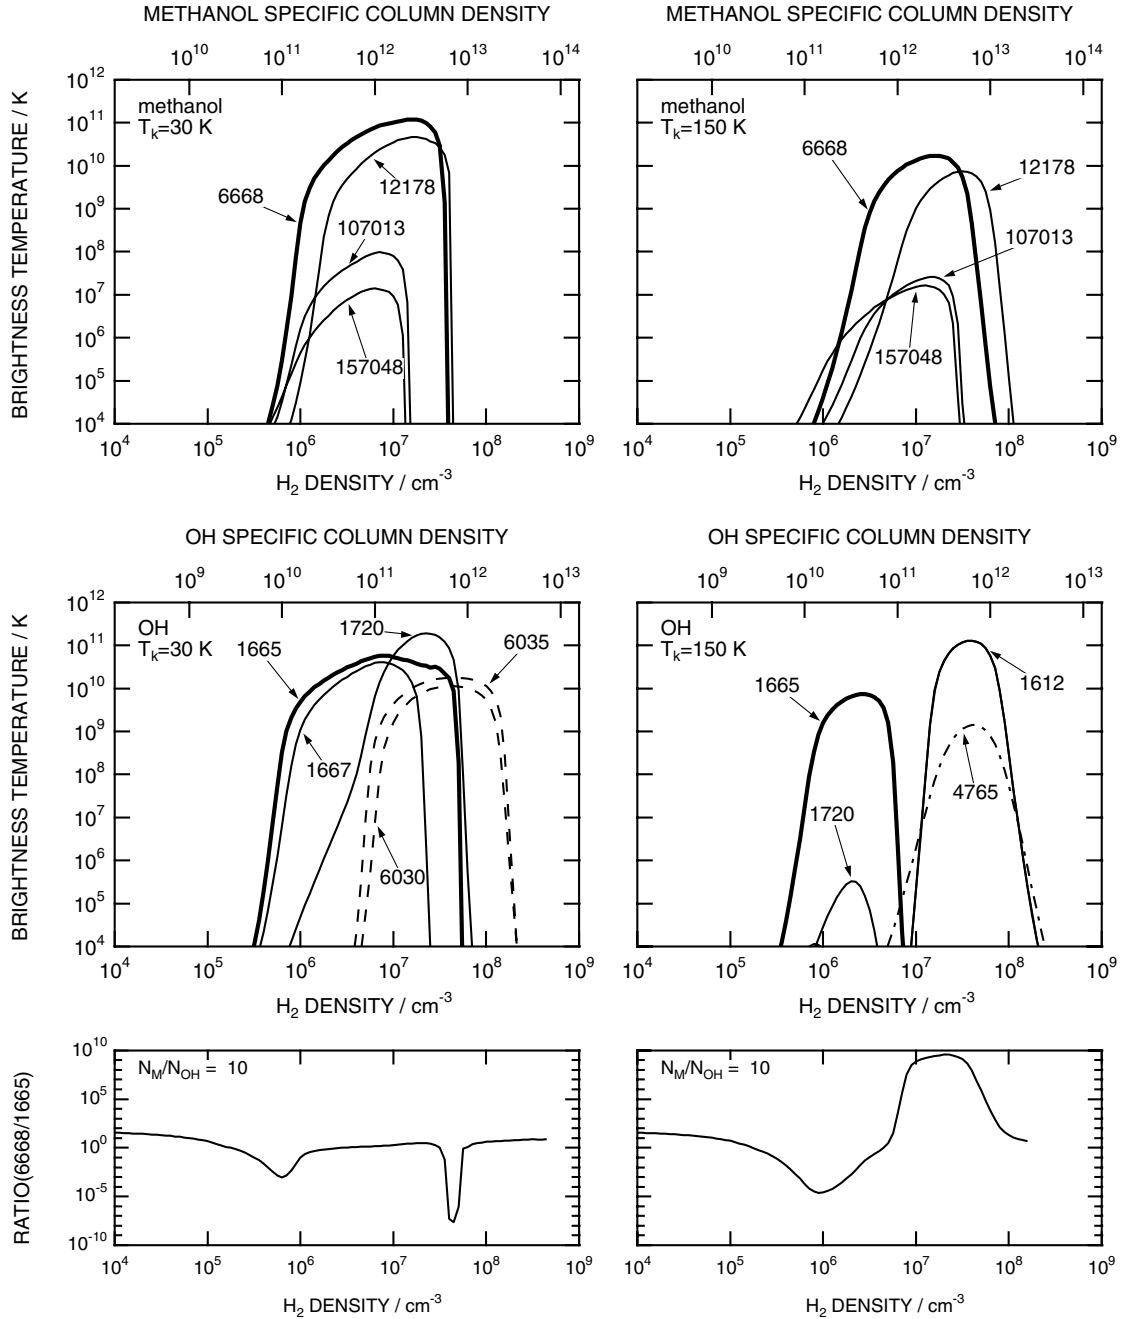 METHANOL SPECIFIC COLUMN DENSITY
10^10 10^11 10^12 10^13 10^14
BRIGHTNESS TEMPERATURE / K
10^12
10^11
10^10
10^9
10^8
10^7
10^6
10^5
10^4
methanol
T_k=30 K
6668
12178
107013
157048
10^4 10^5 10^6 10^7 10^8 10^9
H_2 DENSITY / cm^-3
METHANOL SPECIFIC COLUMN DENSITY
10^10 10^11 10^12 10^13 10^14
methanol
T_k=150 K
6668
12178
107013
157048
10^4 10^5 10^6 10^7 10^8 10^9
H_2 DENSITY / cm^-3
OH SPECIFIC COLUMN DENSITY
10^9 10^10 10^11 10^12 10^13
BRIGHTNESS TEMPERATURE / K
10^12
10^11
10^10
10^9
10^8
10^7
10^6
10^5
10^4
OH
T_k=30 K
1720
1665
6035
1667
6030
10^4 10^5 10^6 10^7 10^8 10^9
H_2 DENSITY / cm^-3
OH SPECIFIC COLUMN DENSITY
10^9 10^10 10^11 10^12 10^13
OH
T_k=150 K
1665
1612
4765
1720
10^4 10^5 10^6 10^7 10^8 10^9
H_2 DENSITY / cm^-3
RATIO(6668/1665)
10^10
10^5
10^0
10^-5
10^-10
N_M/N_OH = 10
10^4 10^5 10^6 10^7 10^8 10^9
H_2 DENSITY / cm^-3
N_M/N_OH = 10
10^4 10^5 10^6 10^7 10^8 10^9
H_2 DENSITY / cm^-3